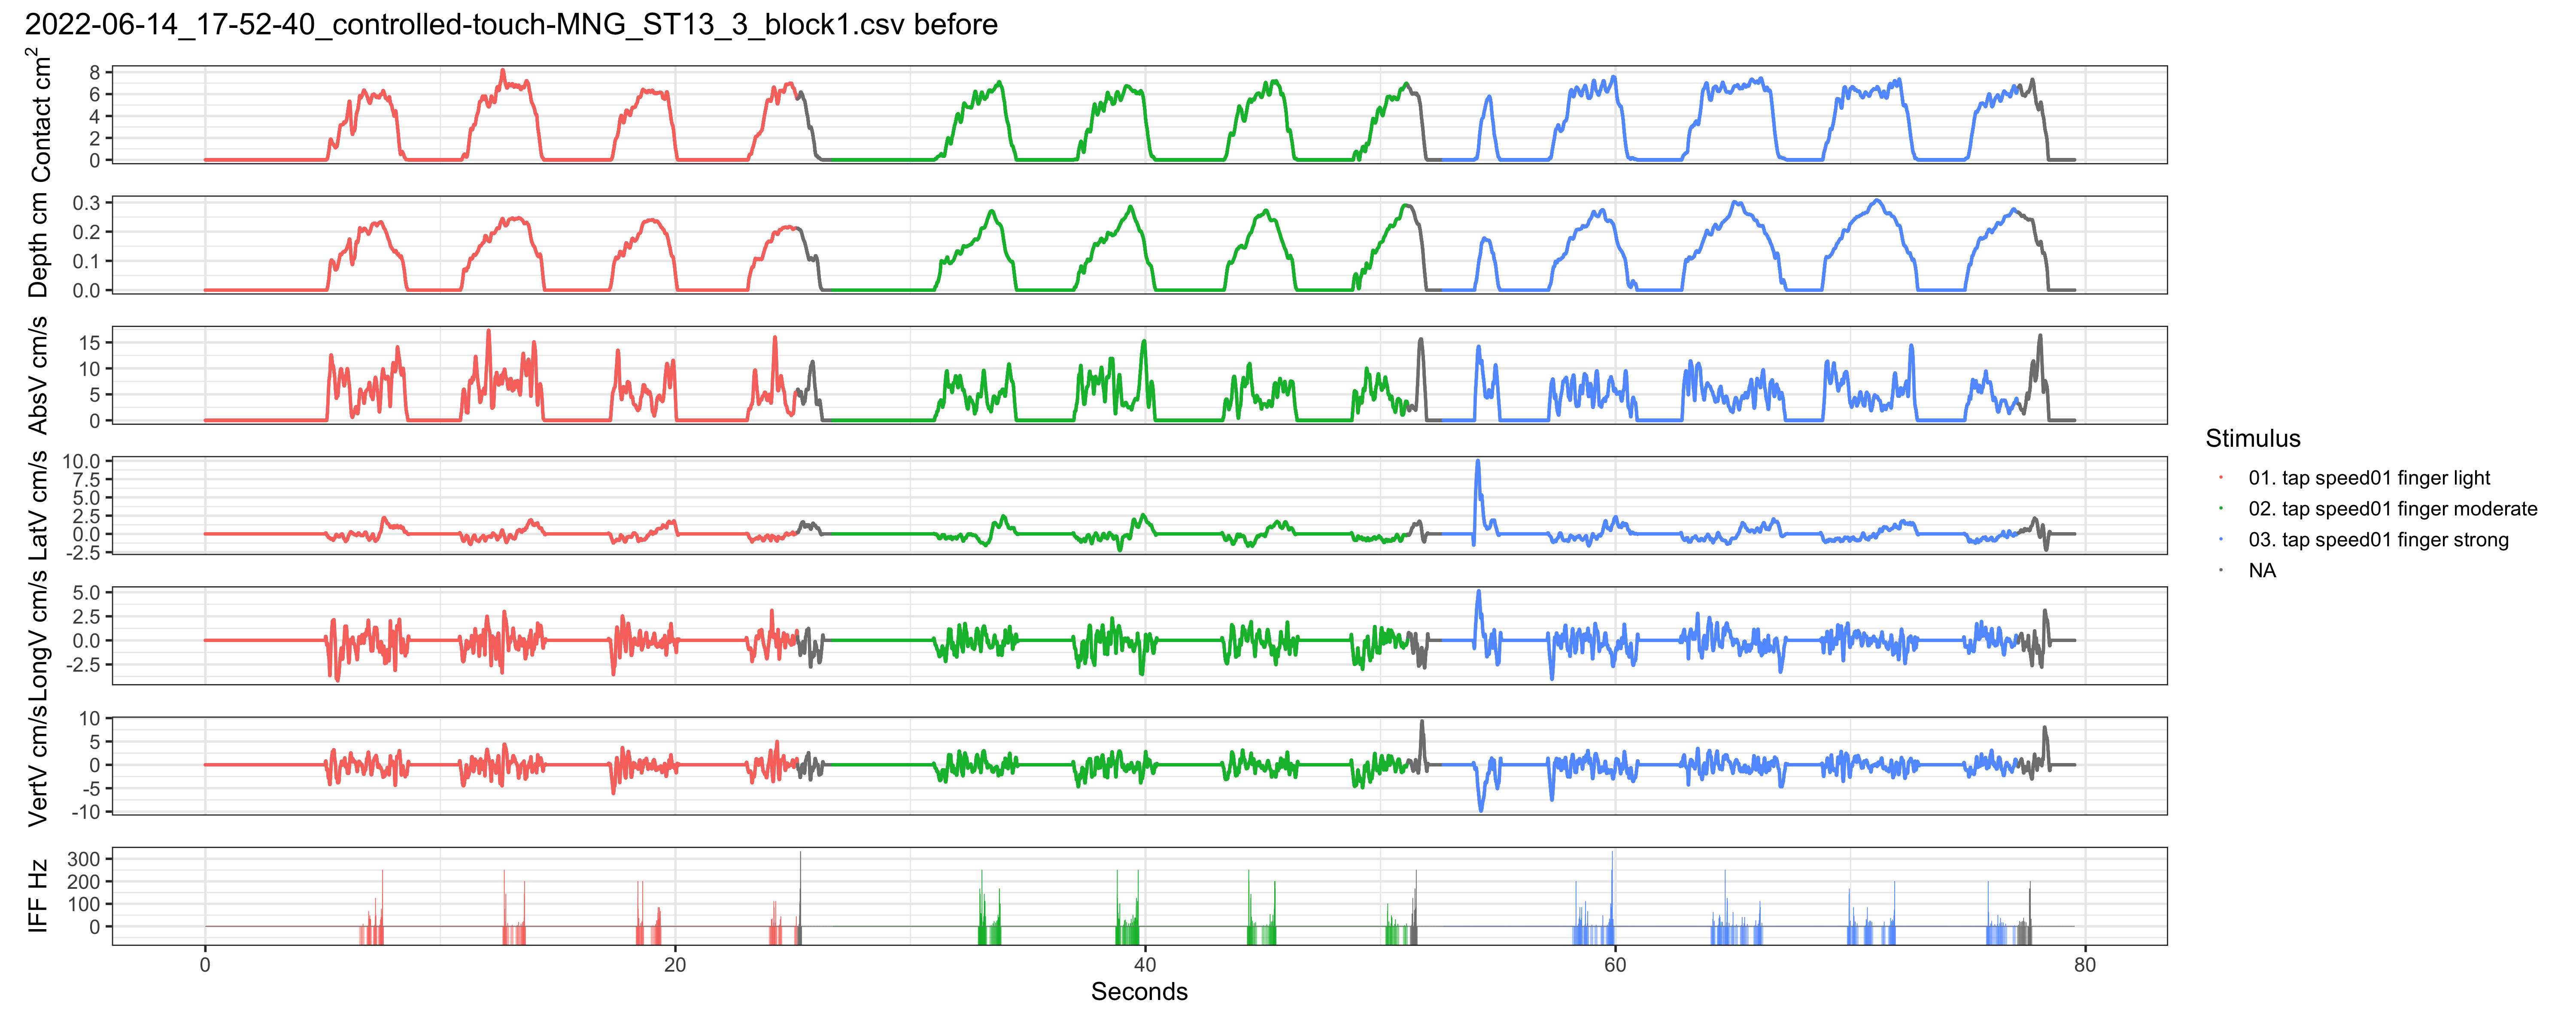 2022-06-14_17-52-40_controlled-touch-MNG_ST13_3_block1.csv before
Contact cm²
8
6
4
2
0
Depth cm
0.3
0.2
0.1
0.0
AbsV cm/s
15
10
5
0
LatV cm/s
10.0
7.5
5.0
2.5
0.0
-2.5
LongV cm/s
5.0
2.5
0.0
-2.5
VertV cm/s
10
5
0
-5
-10
IFF Hz
300
200
100
0
0 20 40 60 80
Seconds
Stimulus
01. tap speed01 finger light
02. tap speed01 finger moderate
03. tap speed01 finger strong
NA